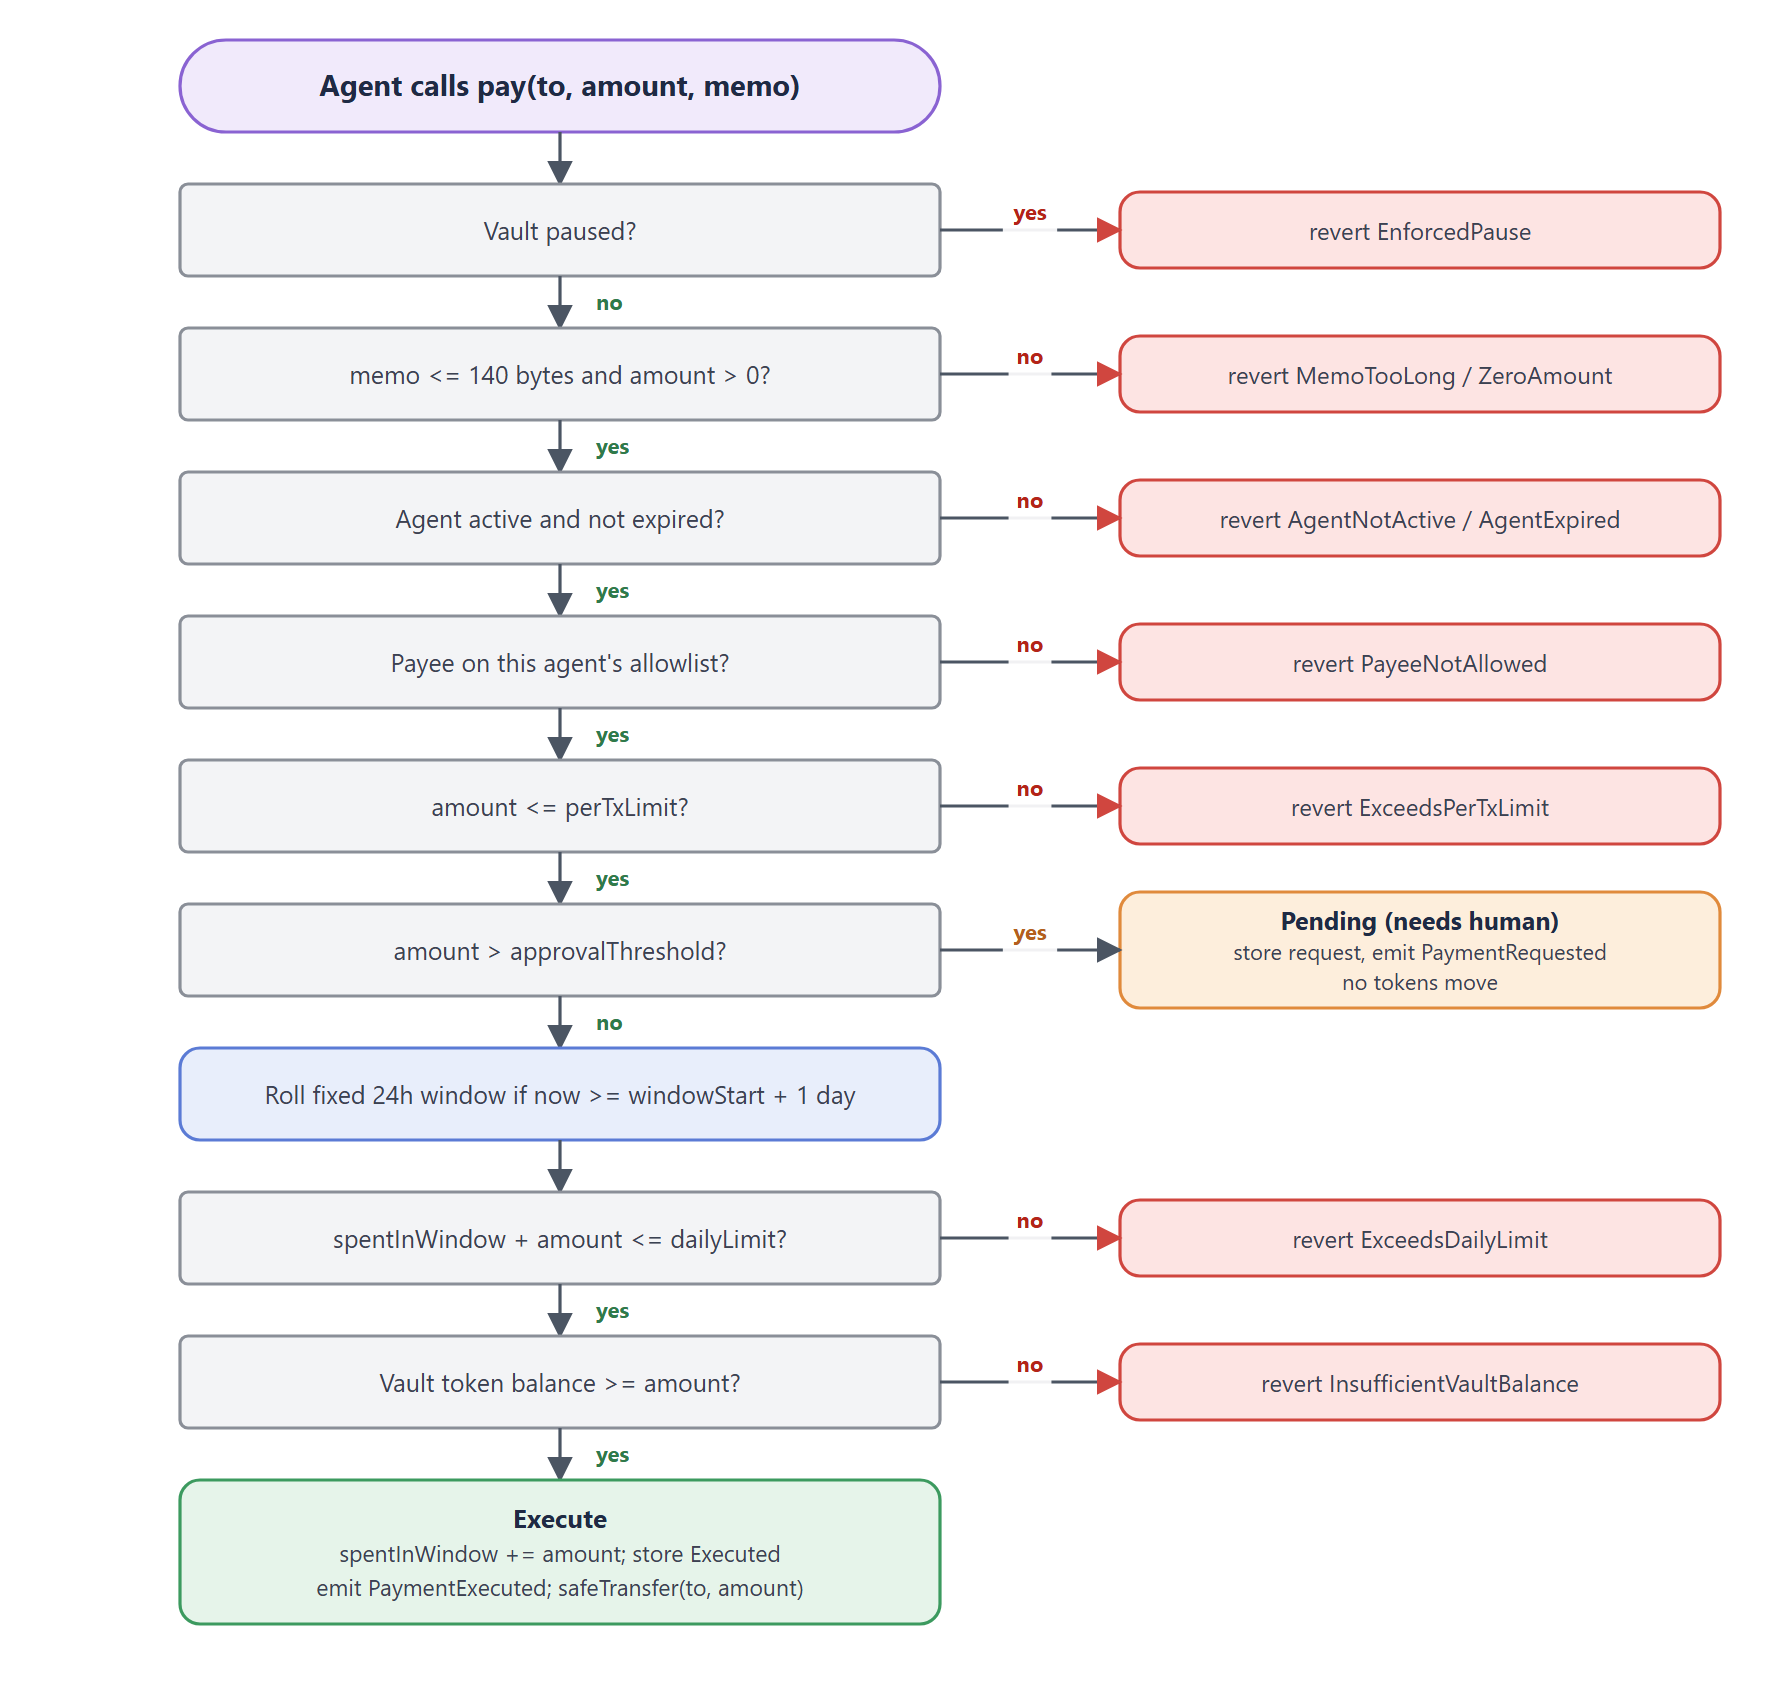 Agent calls pay(to, amount, memo)
Vault paused?
yes
revert EnforcedPause
no
memo <= 140 bytes and amount > 0?
no
revert MemoTooLong / ZeroAmount
yes
Agent active and not expired?
no
revert AgentNotActive / AgentExpired
yes
Payee on this agent's allowlist?
no
revert PayeeNotAllowed
yes
amount <= perTxLimit?
no
revert ExceedsPerTxLimit
yes
amount > approvalThreshold?
yes
Pending (needs human)
store request, emit PaymentRequested
no tokens move
no
Roll fixed 24h window if now >= windowStart + 1 day
spentInWindow + amount <= dailyLimit?
no
revert ExceedsDailyLimit
yes
Vault token balance >= amount?
no
revert InsufficientVaultBalance
yes
Execute
spentInWindow += amount; store Executed
emit PaymentExecuted; safeTransfer(to, amount)